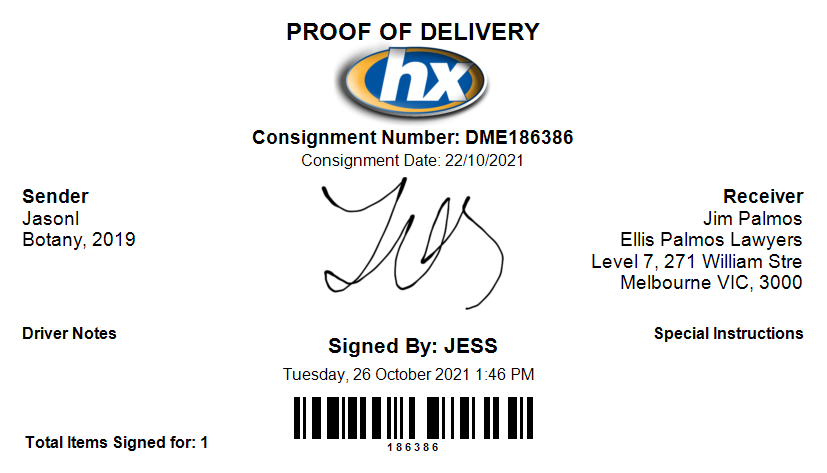 PROOF OF DELIVERY
hx
Consignment Number: DME186386
Consignment Date: 22/10/2021
Sender
JasonI
Botany, 2019
Receiver
Jim Palmos
Ellis Palmos Lawyers
Level 7, 271 William Stre
Melbourne VIC, 3000
Driver Notes
Special Instructions
Signed By: JESS
Tuesday, 26 October 2021 1:46 PM
186386
Total Items Signed for: 1